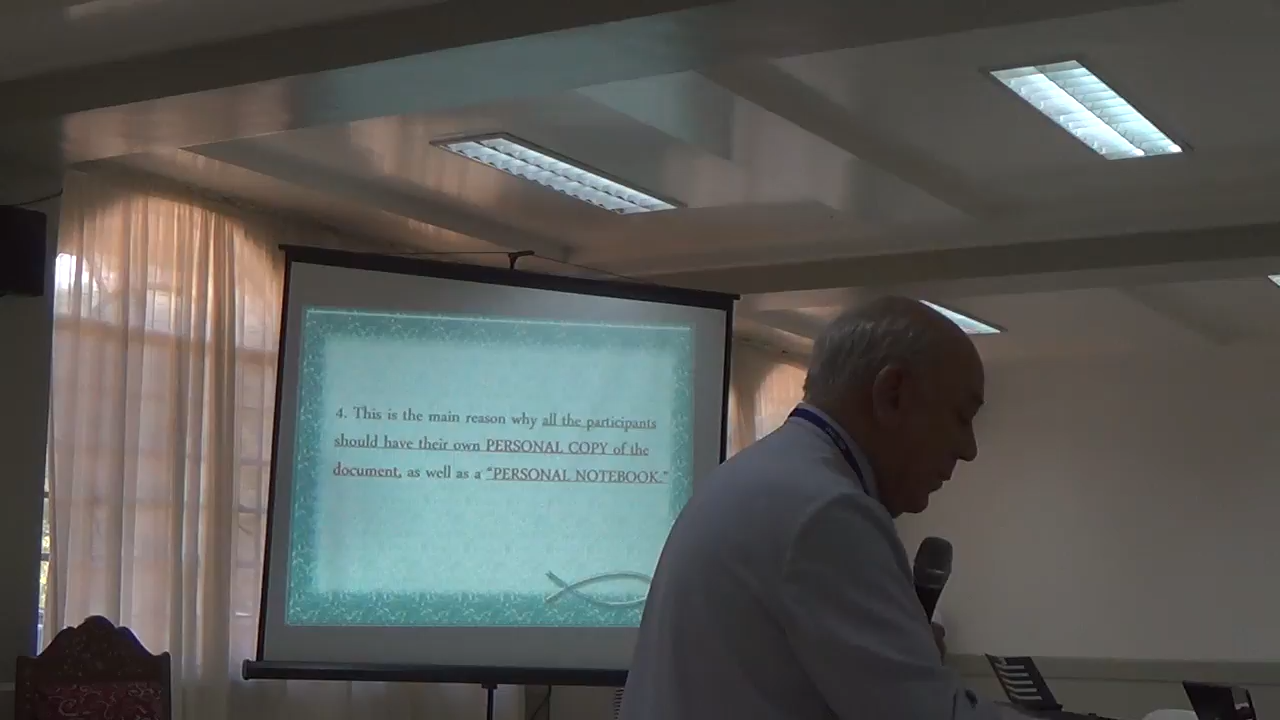 4. This is the main reason why all the participants
should have their own PERSONAL COPY of the
document, as well as a “PERSONAL NOTEBOOK.”